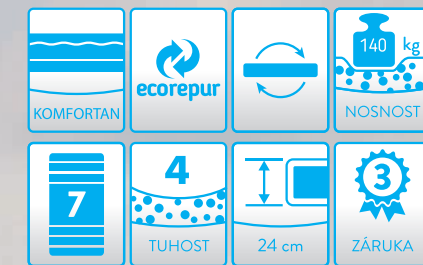 KOMFORTAN
ecorepur
140 kg
NOSNOST
7
4
TUHOST
24 cm
3
ZÁRUKA